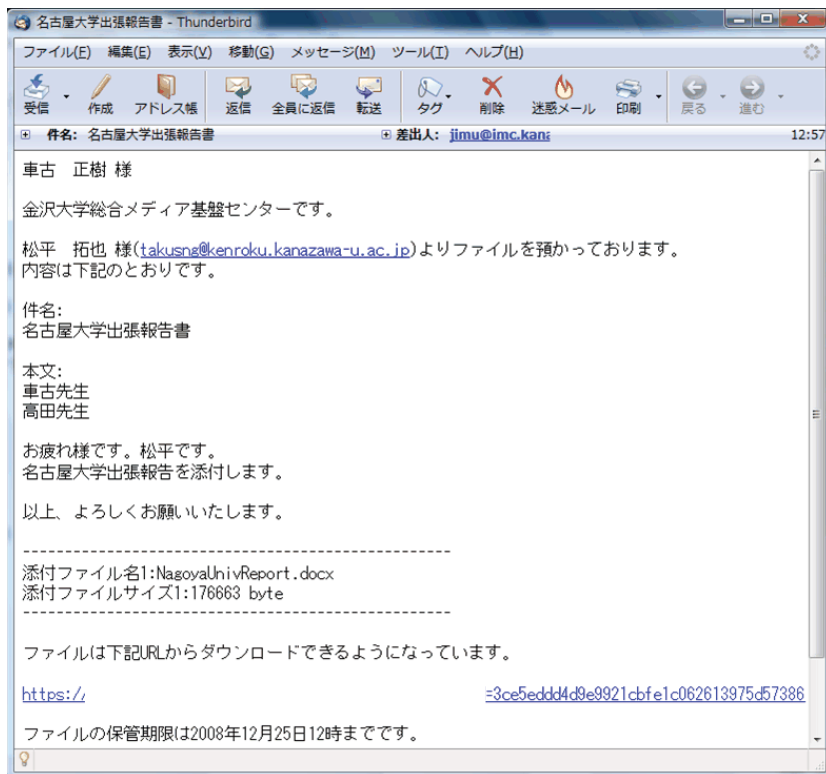 名古屋大学出張報告書 - Thunderbird
ファイル(F) 編集(E) 表示(V) 移動(G) メッセージ(M) ツール(T) ヘルプ(H)
受信 作成 アドレス帳 返信 全員に返信 転送 タグ 削除 迷惑メール 印刷 戻る 進む
件名: 名古屋大学出張報告書 差出人: jimu@imc.kana 12:57
車古 正樹 様
金沢大学総合メディア基盤センターです。
松平 拓也 様(takusng@kenroku.kanazawa-u.ac.jp)よりファイルを預かっております。
内容は下記のとおりです。
件名:
名古屋大学出張報告書
本文:
車古先生
高田先生
お疲れ様です。松平です。
名古屋大学出張報告を添付します。
以上、よろしくお願いいたします。
---------------------------------------------------
添付ファイル名1:NagoyaUnivReport.docx
添付ファイルサイズ1:176663 byte
---------------------------------------------------
ファイルは下記URLからダウンロードできるようになっています。
https:// =3ce5eddd4d9e9921cbfe1c062613975d57386
ファイルの保管期限は2008年12月25日12時までです。